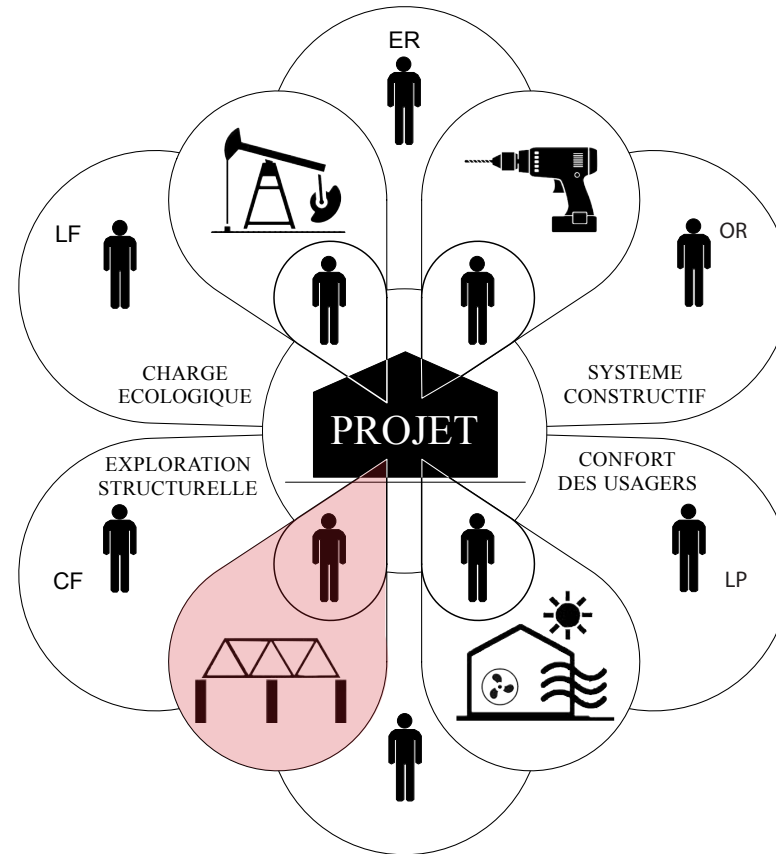 ER
LF
OR
CHARGE
ECOLOGIQUE
SYSTEME
CONSTRUCTIF
PROJET
EXPLORATION
STRUCTURELLE
CONFORT
DES USAGERS
CF
LP